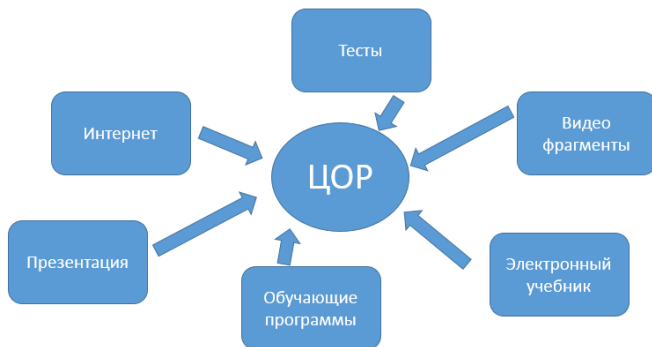 Тесты
Интернет
Видео
фрагменты
ЦОР
Презентация
Электронный
учебник
Обучающие
программы